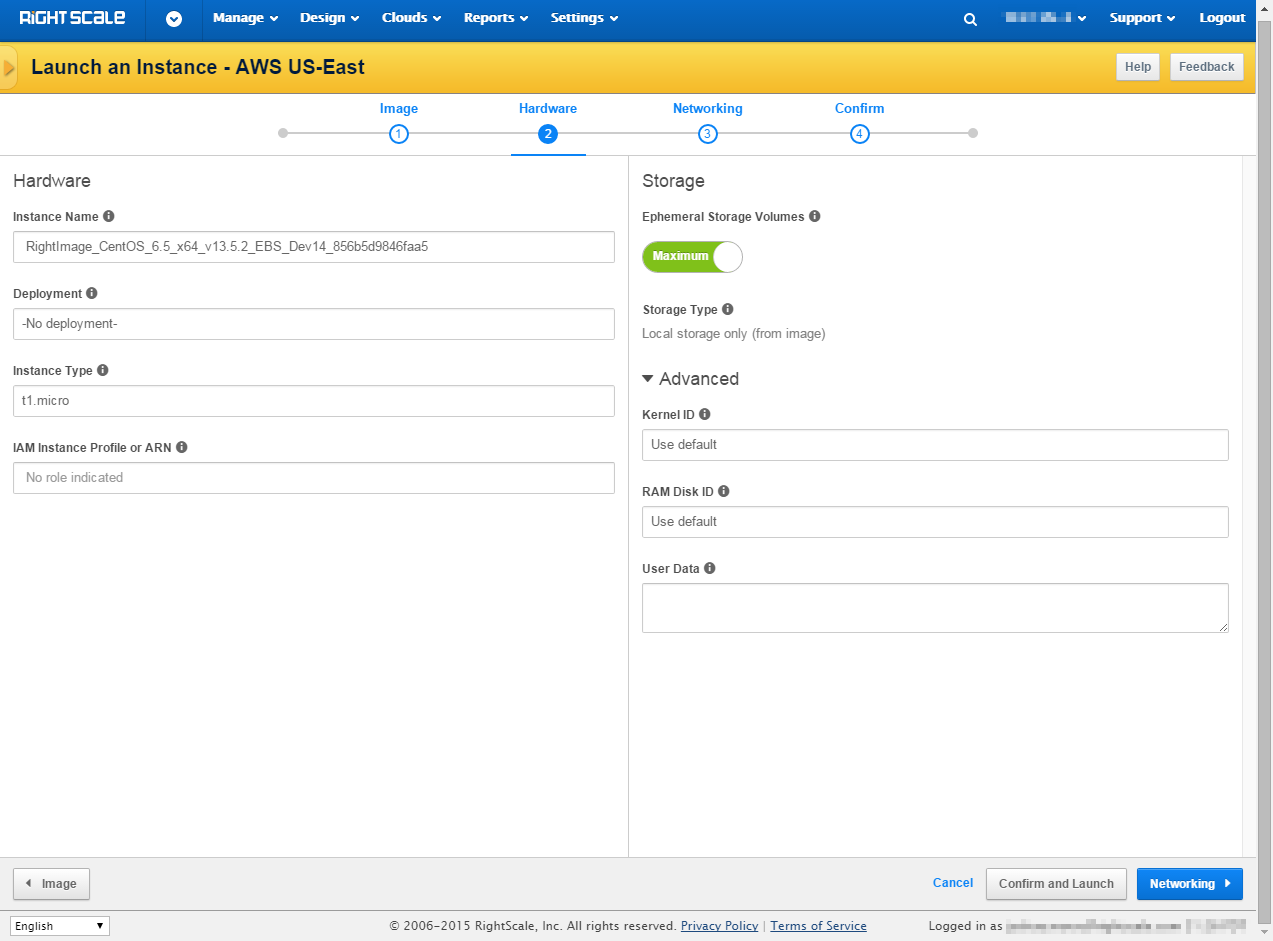 RIGHTSCALE Manage Design Clouds Reports Settings Support Logout
Launch an Instance - AWS US-East Help Feedback
Image Hardware Networking Confirm
1 2 3 4
Hardware
Instance Name
RightImage_CentOS_6.5_x64_v13.5.2_EBS_Dev14_856b5d9846faa5
Deployment
-No deployment-
Instance Type
t1.micro
IAM Instance Profile or ARN
No role indicated
Storage
Ephemeral Storage Volumes
Maximum
Storage Type
Local storage only (from image)
Advanced
Kernel ID
Use default
RAM Disk ID
Use default
User Data
Image Cancel Confirm and Launch Networking
English © 2006-2015 RightScale, Inc. All rights reserved. Privacy Policy | Terms of Service Logged in as